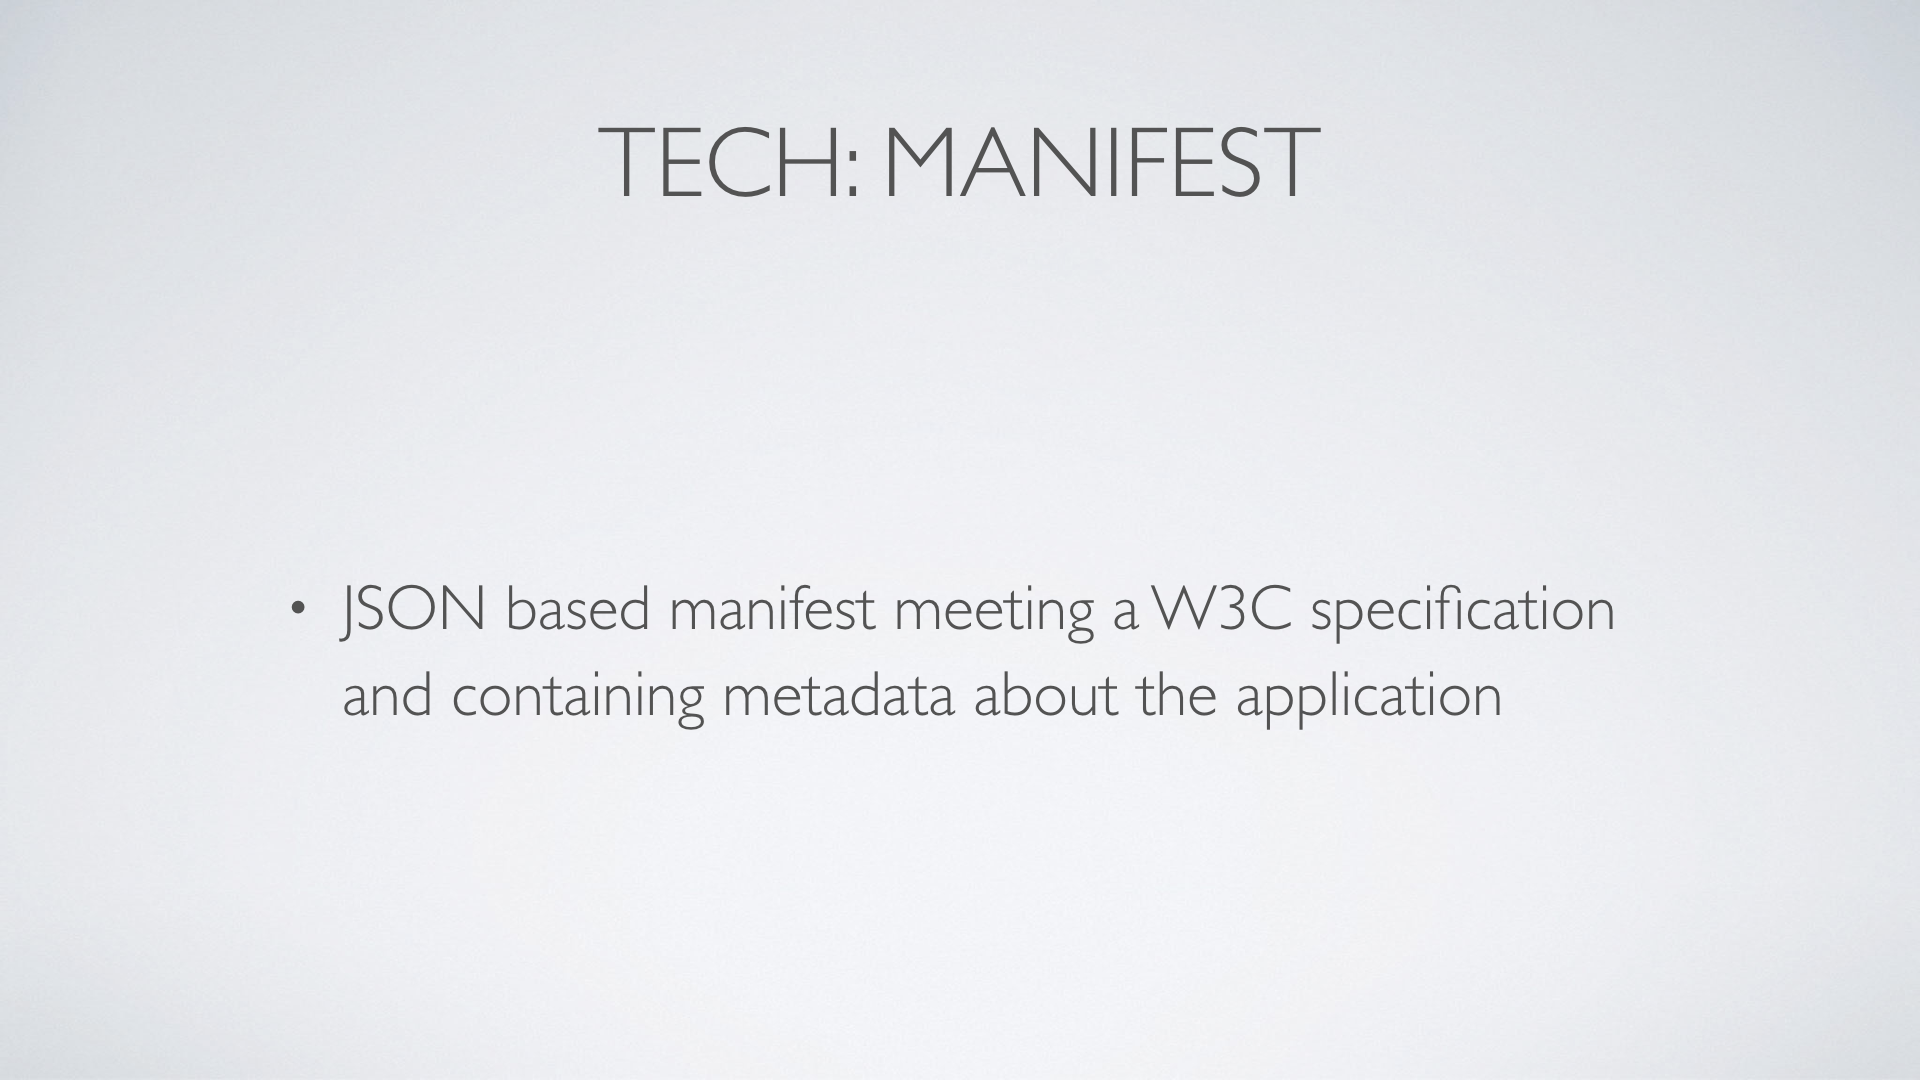 TECH: MANIFEST
• JSON based manifest meeting a W3C specification
and containing metadata about the application